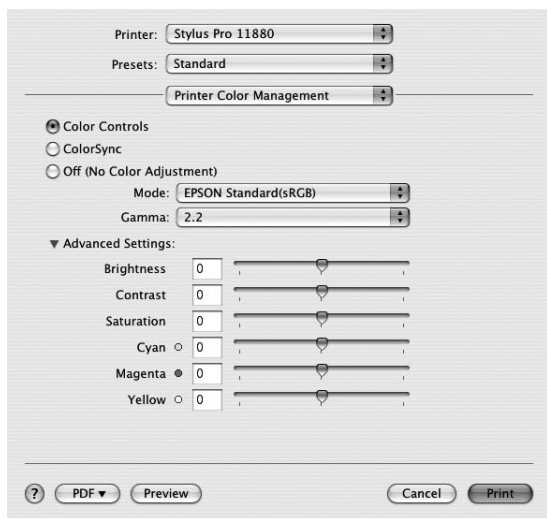 Printer: Stylus Pro 11880
Presets: Standard
Printer Color Management
Color Controls
ColorSync
Off (No Color Adjustment)
Mode: EPSON Standard(sRGB)
Gamma: 2.2
Advanced Settings:
Brightness 0
Contrast 0
Saturation 0
Cyan 0
Magenta 0
Yellow 0
? PDF Preview Cancel Print